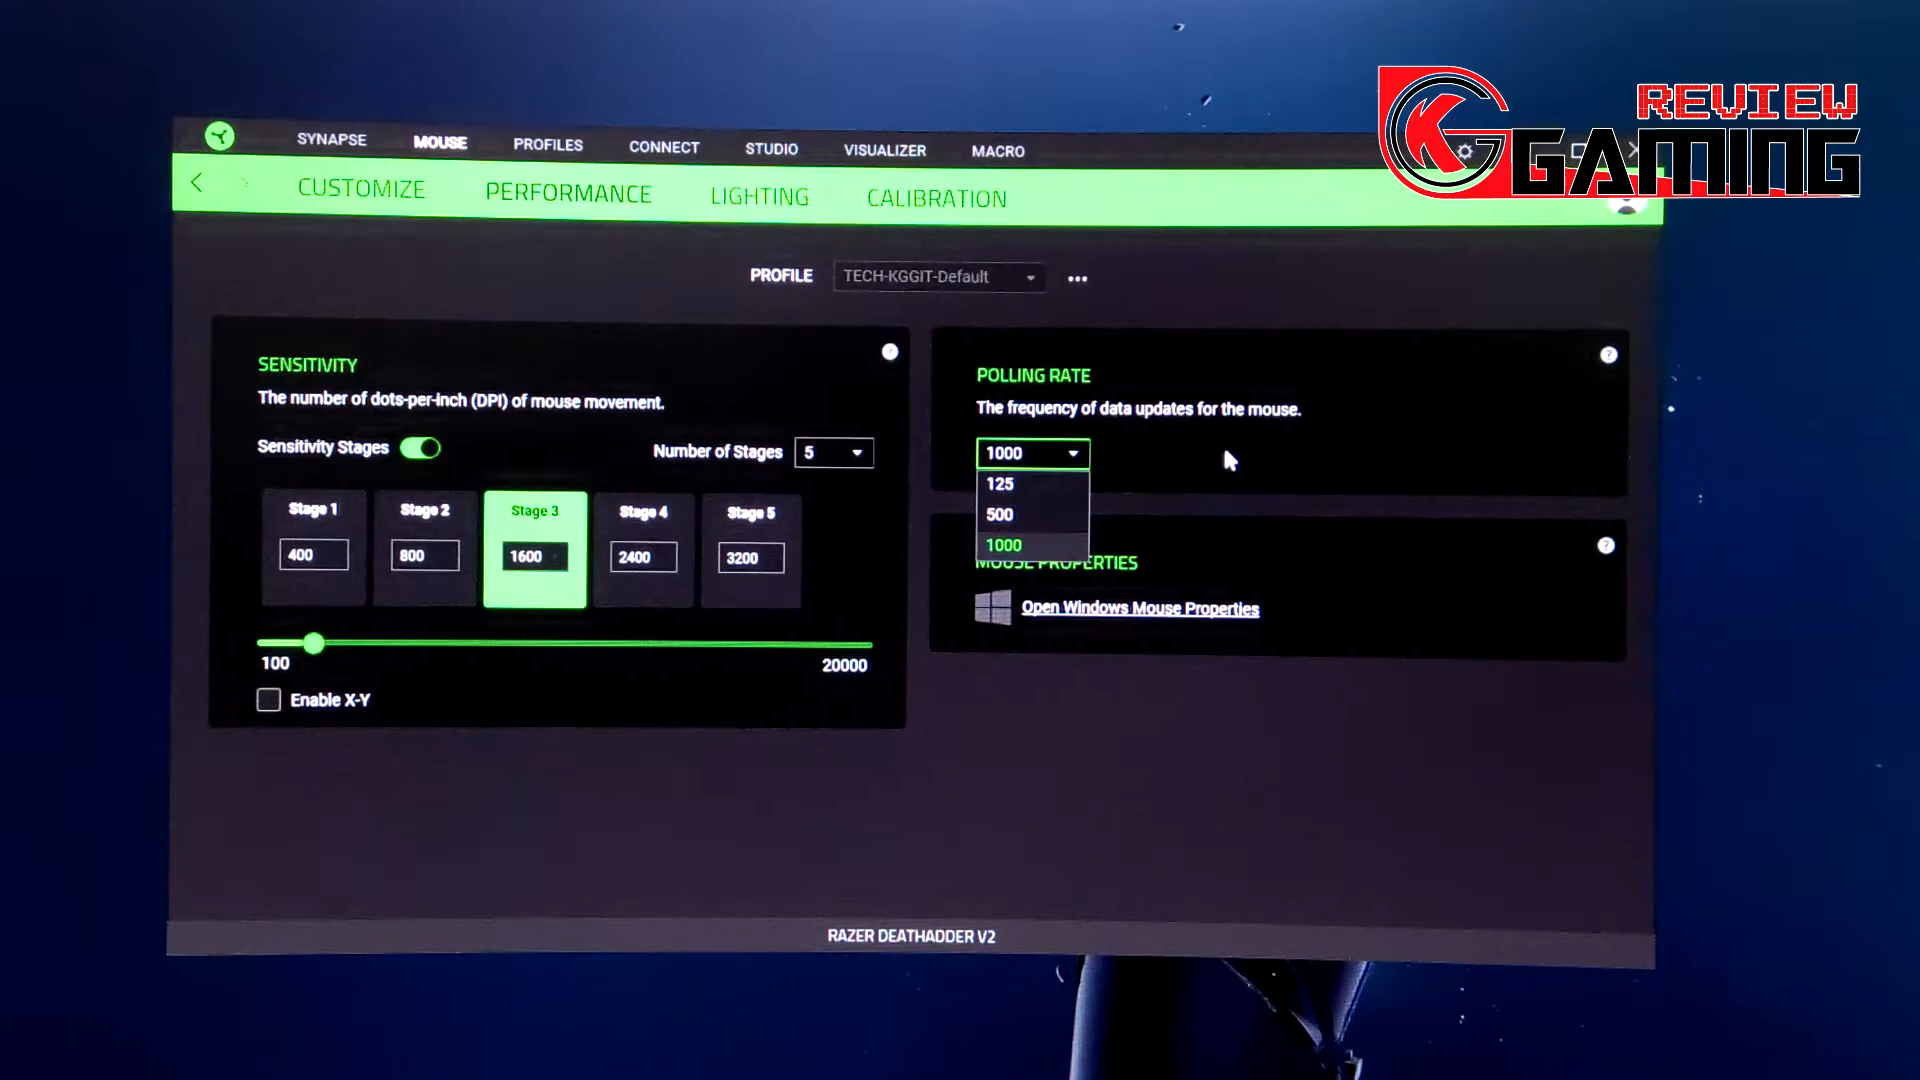 REVIEW
KG GAMING
SYNAPSE MOUSE PROFILES CONNECT STUDIO VISUALIZER MACRO
CUSTOMIZE PERFORMANCE LIGHTING CALIBRATION
PROFILE TECH-KGGIT-Default
SENSITIVITY
The number of dots-per-inch (DPI) of mouse movement.
Sensitivity Stages Number of Stages 5
Stage 1 Stage 2 Stage 3 Stage 4 Stage 5
400 800 1600 2400 3200
100 20000
Enable X-Y
POLLING RATE
The frequency of data updates for the mouse.
1000
125
500
1000
MOUSE PROPERTIES
Open Windows Mouse Properties
RAZER DEATHADDER V2